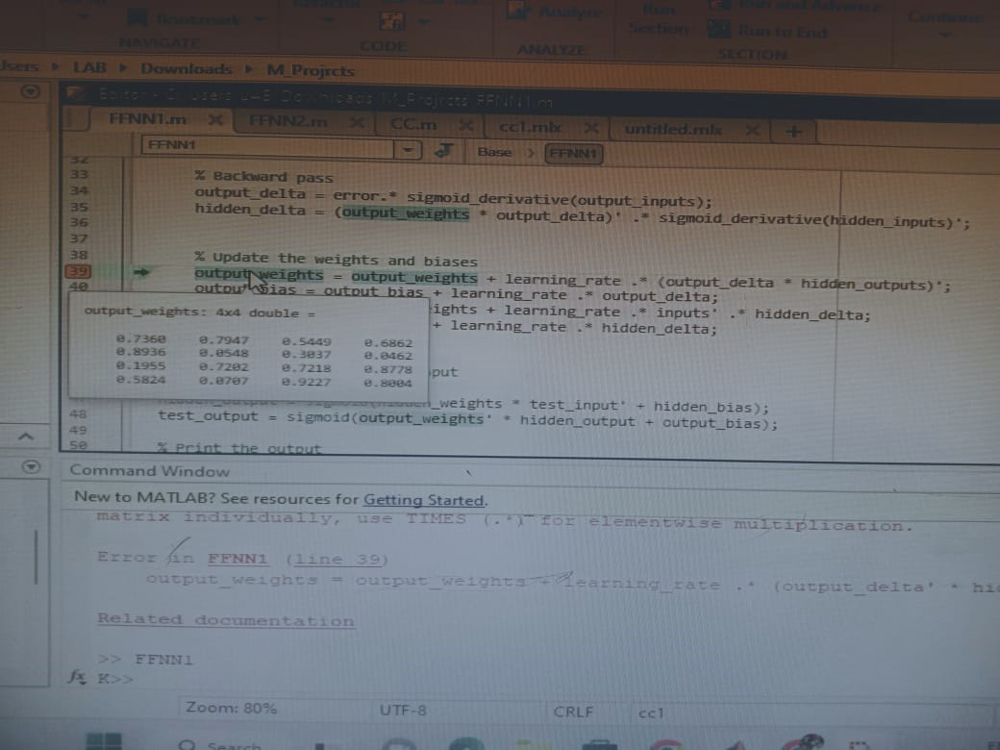 Bookmark
Analyze
Run
Section
Run and Advance
Run to End
Continue
NAVIGATE
CODE
ANALYZE
SECTION
Users ▸ LAB ▸ Downloads ▸ M_Projrcts
Editor - C:\Users\LAB\Downloads\M_Projrcts\FFNN1.m
FFNN1.m FFNN2.m CC.m cc1.mlx untitled.mlx +
FFNN1 Base > FFNN1
32
33 % Backward pass
34 output_delta = error.* sigmoid_derivative(output_inputs);
35 hidden_delta = (output_weights * output_delta)' .* sigmoid_derivative(hidden_inputs)';
36
37
38 % Update the weights and biases
39 output_weights = output_weights + learning_rate .* (output_delta * hidden_outputs)';
40 output_bias = output_bias + learning_rate .* output_delta;
ights + learning_rate .* inputs' .* hidden_delta;
+ learning_rate .* hidden_delta;
output_weights: 4x4 double =
0.7360 0.7947 0.5449 0.6862
0.8936 0.0548 0.3037 0.0462
0.1955 0.7202 0.7218 0.8778
0.5824 0.0707 0.9227 0.8004
put
_weights * test_input' + hidden_bias);
48 test_output = sigmoid(output_weights' * hidden_output + output_bias);
49
50 % Print the output
Command Window
New to MATLAB? See resources for Getting Started.
matrix individually, use TIMES (.*) for elementwise multiplication.
Error in FFNN1 (line 39)
output_weights = output_weights + learning_rate .* (output_delta' * hi
Related documentation
>> FFNN1
fx K>>
Zoom: 80% UTF-8 CRLF cc1
Search